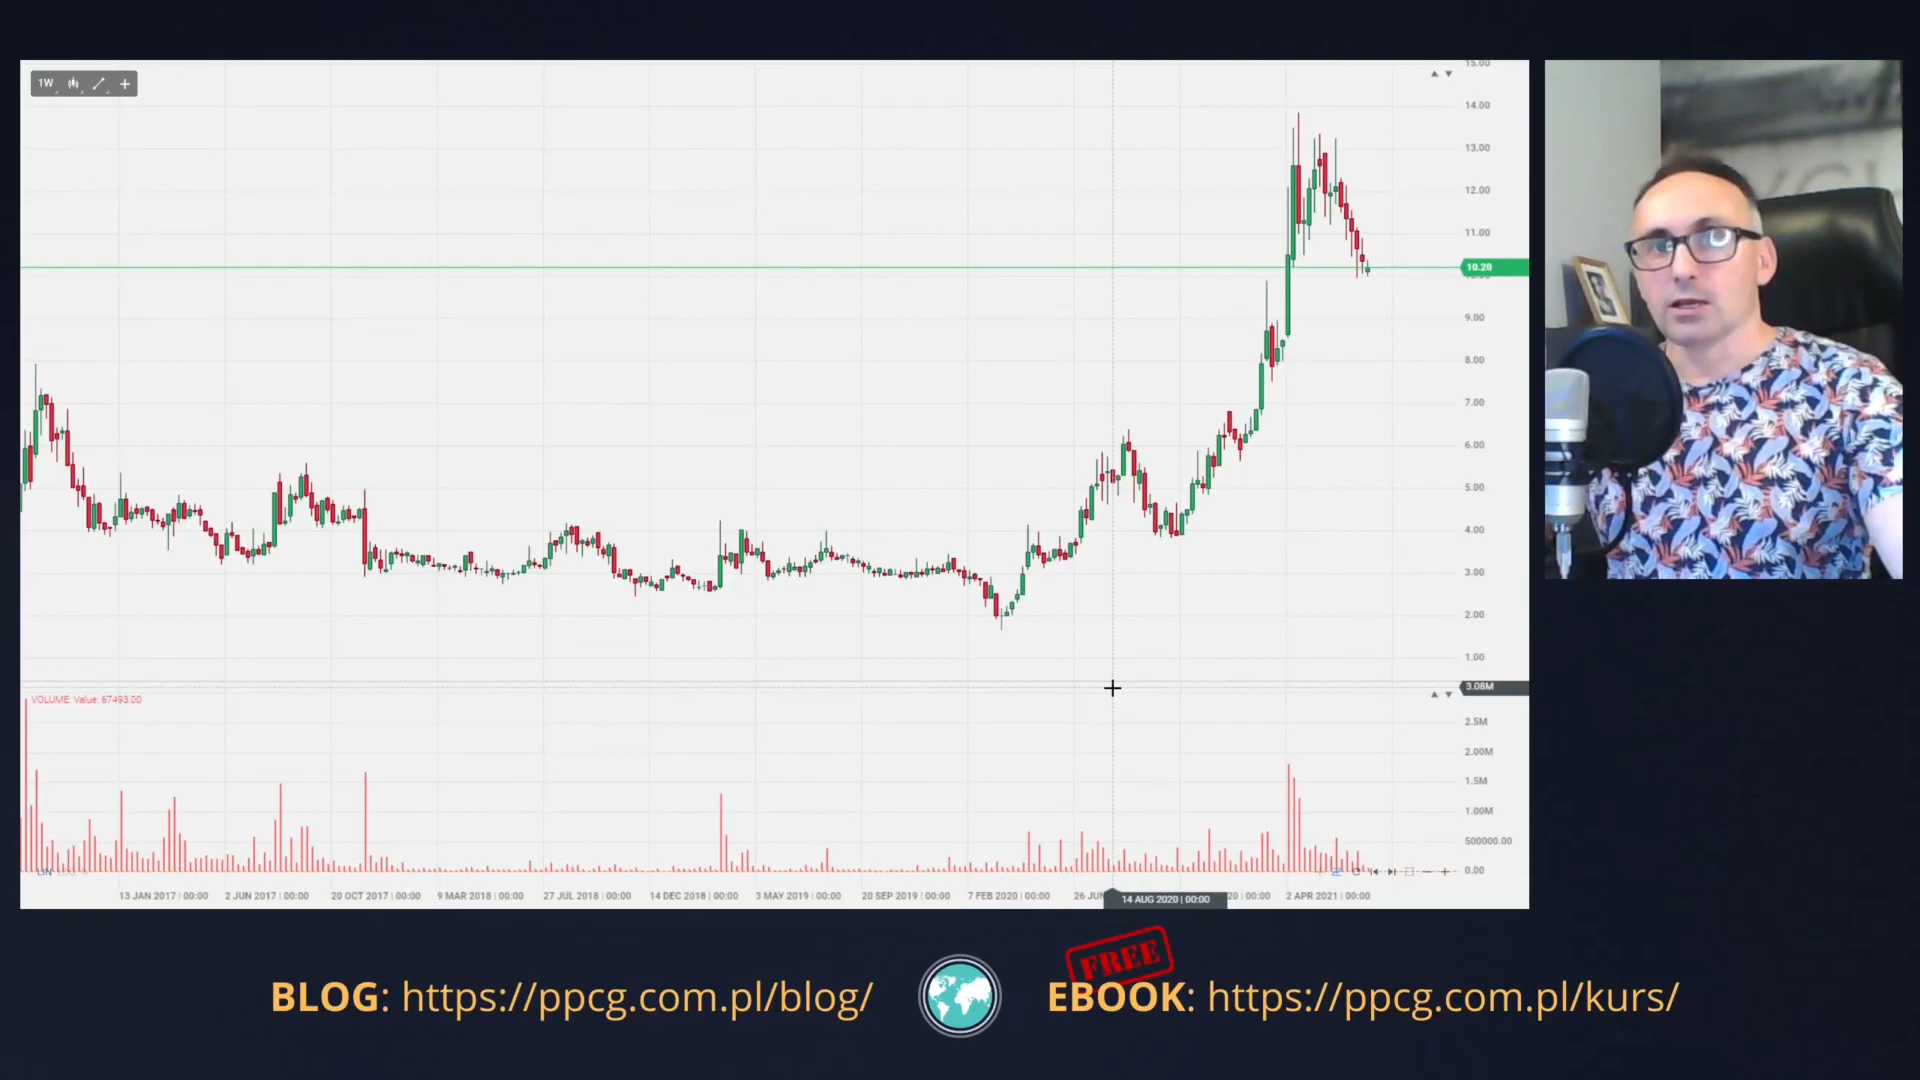 1W
15.00
14.00
13.00
12.00
11.00
10.20
9.00
8.00
7.00
6.00
5.00
4.00
3.00
2.00
1.00
3.08M
VOLUME: Value: 67493.00
2.5M
2.00M
1.5M
1.00M
500000.00
0.00
LIN
13 JAN 2017 | 00:00
2 JUN 2017 | 00:00
20 OCT 2017 | 00:00
9 MAR 2018 | 00:00
27 JUL 2018 | 00:00
14 DEC 2018 | 00:00
3 MAY 2019 | 00:00
20 SEP 2019 | 00:00
7 FEB 2020 | 00:00
26 JUN
14 AUG 2020 | 00:00
20 | 00:00
2 APR 2021 | 00:00
FREE
BLOG: https://ppcg.com.pl/blog/
EBOOK: https://ppcg.com.pl/kurs/